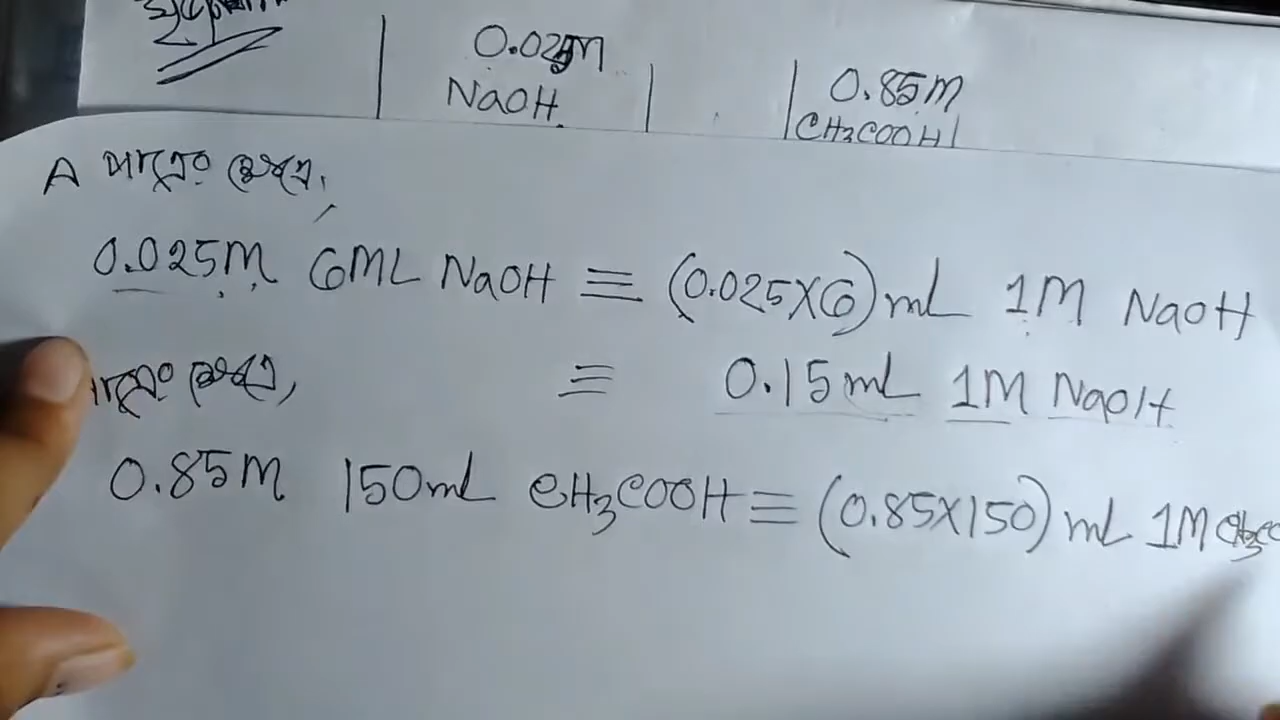 0.025M
NaOH
0.85M
CH3COOH
A পাত্রের ক্ষেত্রে,
0.025M 6mL NaOH ≡ (0.025×6)mL 1M NaOH
পাত্রের ক্ষেত্রে,
≡ 0.15mL 1M NaOH
0.85M 150mL CH3COOH ≡ (0.85×150) mL 1M